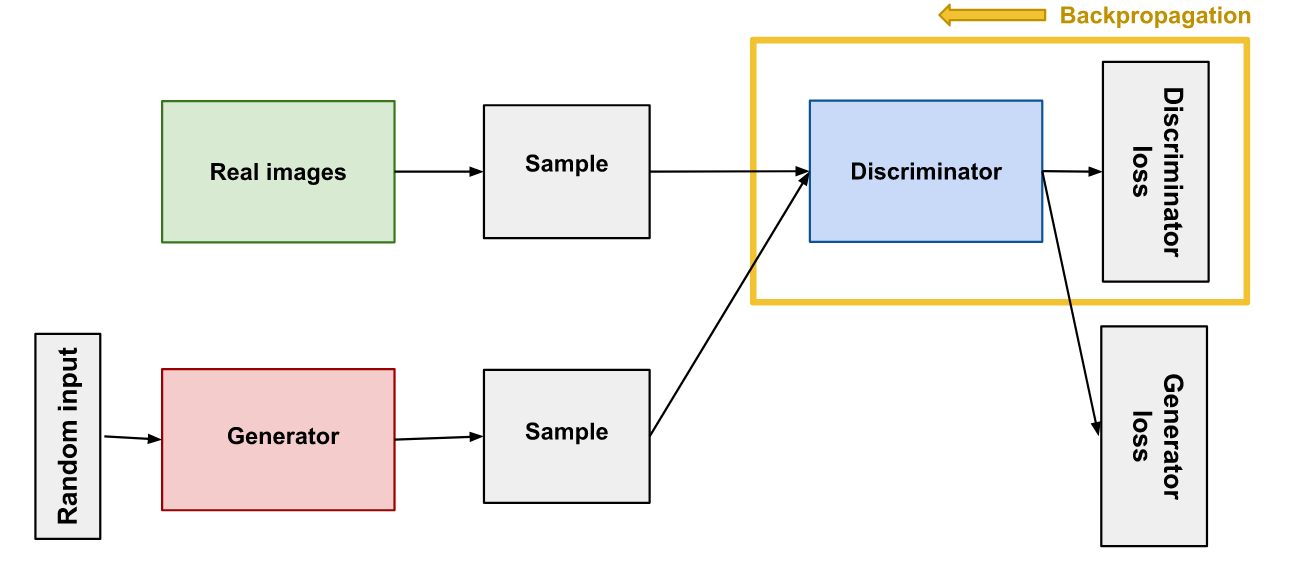 Backpropagation
Real images
Sample
Discriminator
Discriminator
loss
Random input
Generator
Sample
Generator
loss